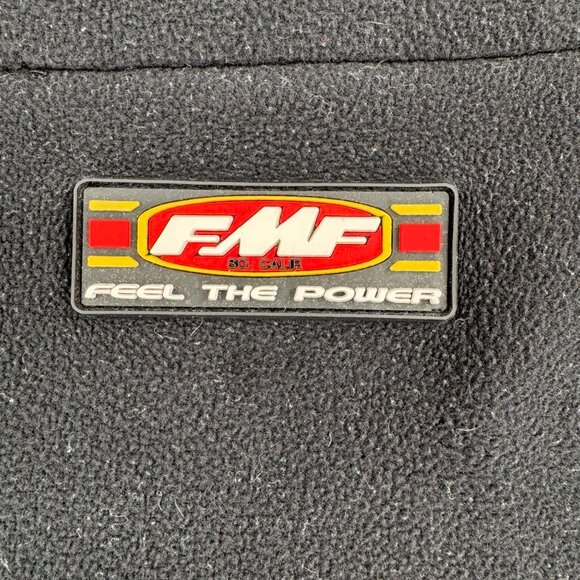 FMF
SO. CALIF
FEEL THE POWER